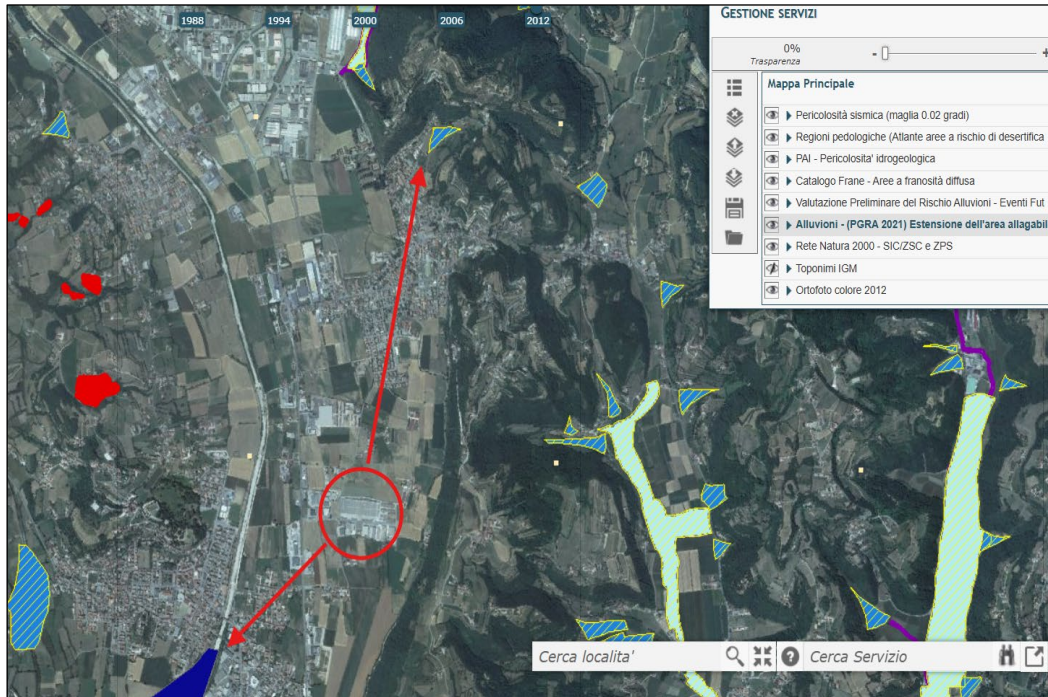 1988
1994
2000
2006
2012
GESTIONE SERVIZI
0%
Trasparenza
-
+
Mappa Principale
Pericolosità sismica (maglia 0.02 gradi)
Regioni pedologiche (Atlante aree a rischio di desertifica
PAI - Pericolosita' idrogeologica
Catalogo Frane - Aree a franosità diffusa
Valutazione Preliminare del Rischio Alluvioni - Eventi Fut
Alluvioni - (PGRA 2021) Estensione dell'area allagabil
Rete Natura 2000 - SIC/ZSC e ZPS
Toponimi IGM
Ortofoto colore 2012
Cerca localita'
?
Cerca Servizio